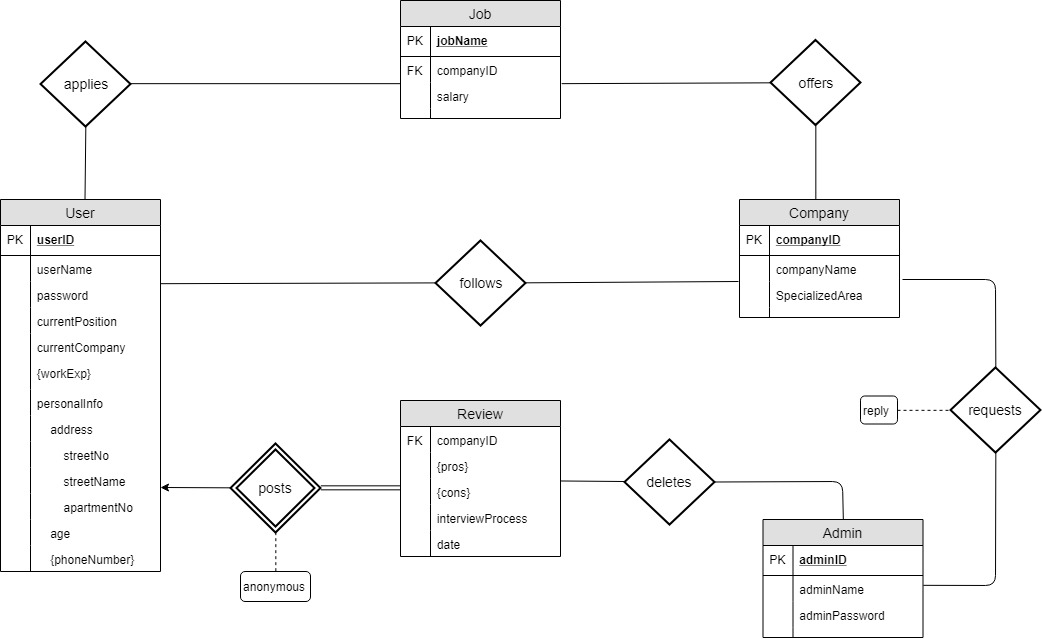 Job
PK jobName
FK companyID
salary
applies
offers
User
PK userID
userName
password
currentPosition
currentCompany
{workExp}
personalInfo
address
streetNo
streetName
apartmentNo
age
{phoneNumber}
follows
Company
PK companyID
companyName
SpecializedArea
reply
requests
Review
FK companyID
{pros}
{cons}
interviewProcess
date
posts
anonymous
deletes
Admin
PK adminID
adminName
adminPassword